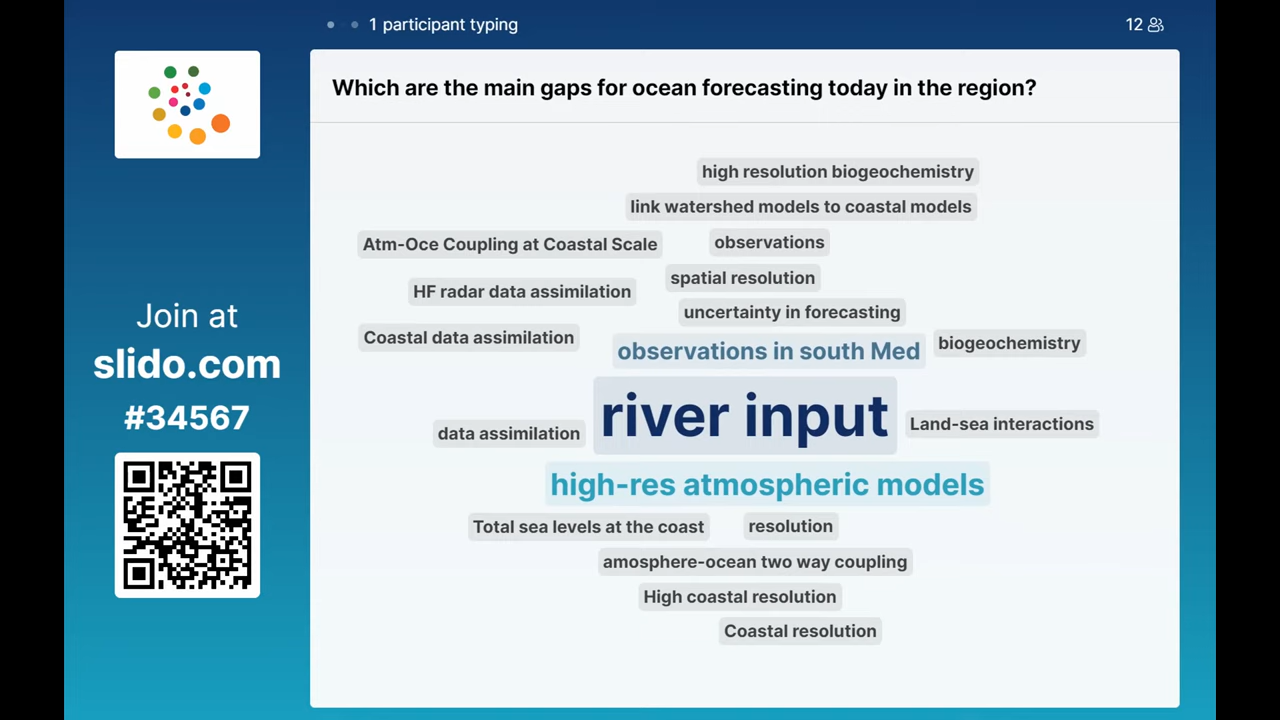 1 participant typing
12
Which are the main gaps for ocean forecasting today in the region?
high resolution biogeochemistry
link watershed models to coastal models
Atm-Oce Coupling at Coastal Scale
observations
spatial resolution
HF radar data assimilation
uncertainty in forecasting
Coastal data assimilation
observations in south Med
biogeochemistry
river input
Land-sea interactions
data assimilation
high-res atmospheric models
Total sea levels at the coast
resolution
amosphere-ocean two way coupling
High coastal resolution
Coastal resolution
Join at
slido.com
#34567